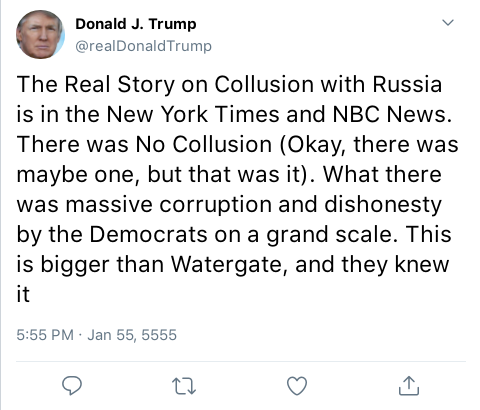 Donald J. Trump
@realDonaldTrump
The Real Story on Collusion with Russia
is in the New York Times and NBC News.
There was No Collusion (Okay, there was
maybe one, but that was it). What there
was massive corruption and dishonesty
by the Democrats on a grand scale. This
is bigger than Watergate, and they knew
it
5:55 PM · Jan 55, 5555